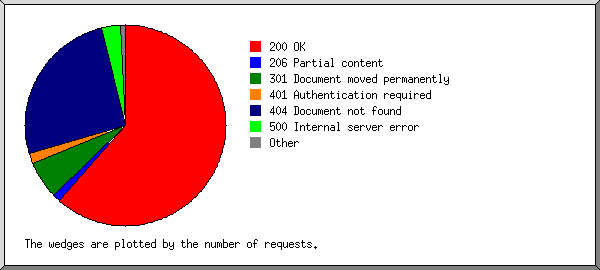 200 OK
206 Partial content
301 Document moved permanently
401 Authentication required
404 Document not found
500 Internal server error
Other
The wedges are plotted by the number of requests.